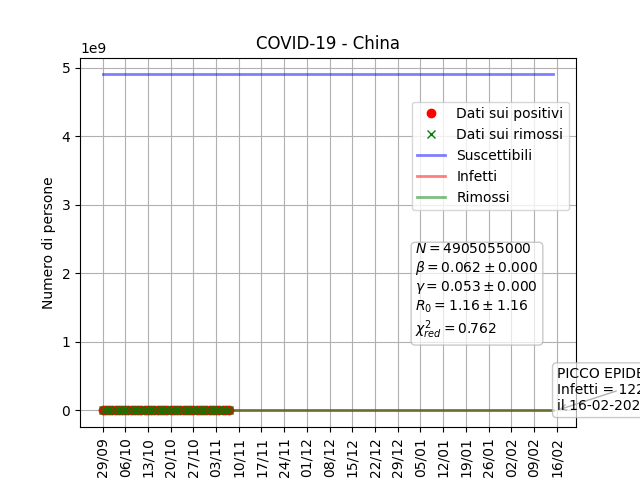 COVID-19 - China
1e9
5
4
3
2
1
0
Numero di persone
Dati sui positivi
Dati sui rimossi
Suscettibili
Infetti
Rimossi
N = 4905055000
β = 0.062 ± 0.000
γ = 0.053 ± 0.000
R₀ = 1.16 ± 1.16
χ²red = 0.762
PICCO EPIDE
Infetti = 122
il 16-02-202
29/09
06/10
13/10
20/10
27/10
03/11
10/11
17/11
24/11
01/12
08/12
15/12
22/12
29/12
05/01
12/01
19/01
26/01
02/02
09/02
16/02